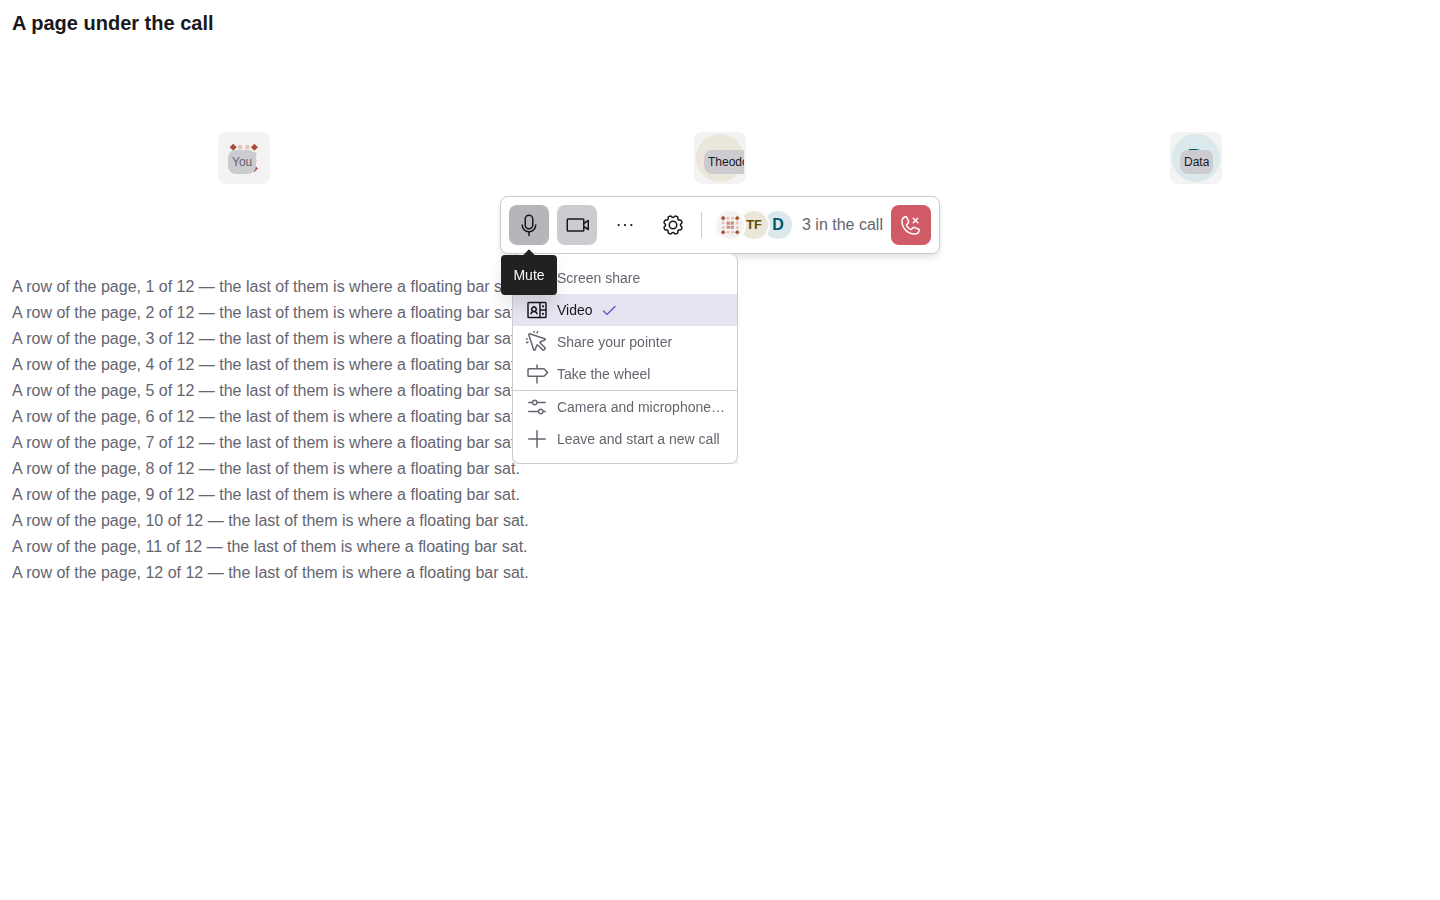 A page under the call
You
Theodo
Data
TF
D
3 in the call
Mute
Screen share
Video
Share your pointer
Take the wheel
Camera and microphone…
Leave and start a new call
A row of the page, 1 of 12 — the last of them is where a floating bar s
A row of the page, 2 of 12 — the last of them is where a floating bar sa
A row of the page, 3 of 12 — the last of them is where a floating bar sa
A row of the page, 4 of 12 — the last of them is where a floating bar sa
A row of the page, 5 of 12 — the last of them is where a floating bar sa
A row of the page, 6 of 12 — the last of them is where a floating bar sa
A row of the page, 7 of 12 — the last of them is where a floating bar sa
A row of the page, 8 of 12 — the last of them is where a floating bar sat.
A row of the page, 9 of 12 — the last of them is where a floating bar sat.
A row of the page, 10 of 12 — the last of them is where a floating bar sat.
A row of the page, 11 of 12 — the last of them is where a floating bar sat.
A row of the page, 12 of 12 — the last of them is where a floating bar sat.